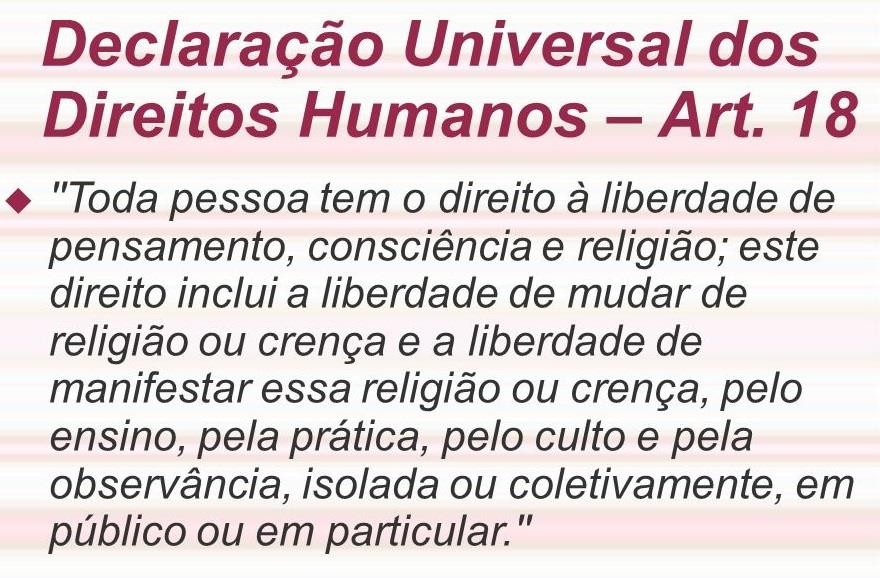 Declaração Universal dos
Direitos Humanos – Art. 18
"Toda pessoa tem o direito à liberdade de
pensamento, consciência e religião; este
direito inclui a liberdade de mudar de
religião ou crença e a liberdade de
manifestar essa religião ou crença, pelo
ensino, pela prática, pelo culto e pela
observância, isolada ou coletivamente, em
público ou em particular."